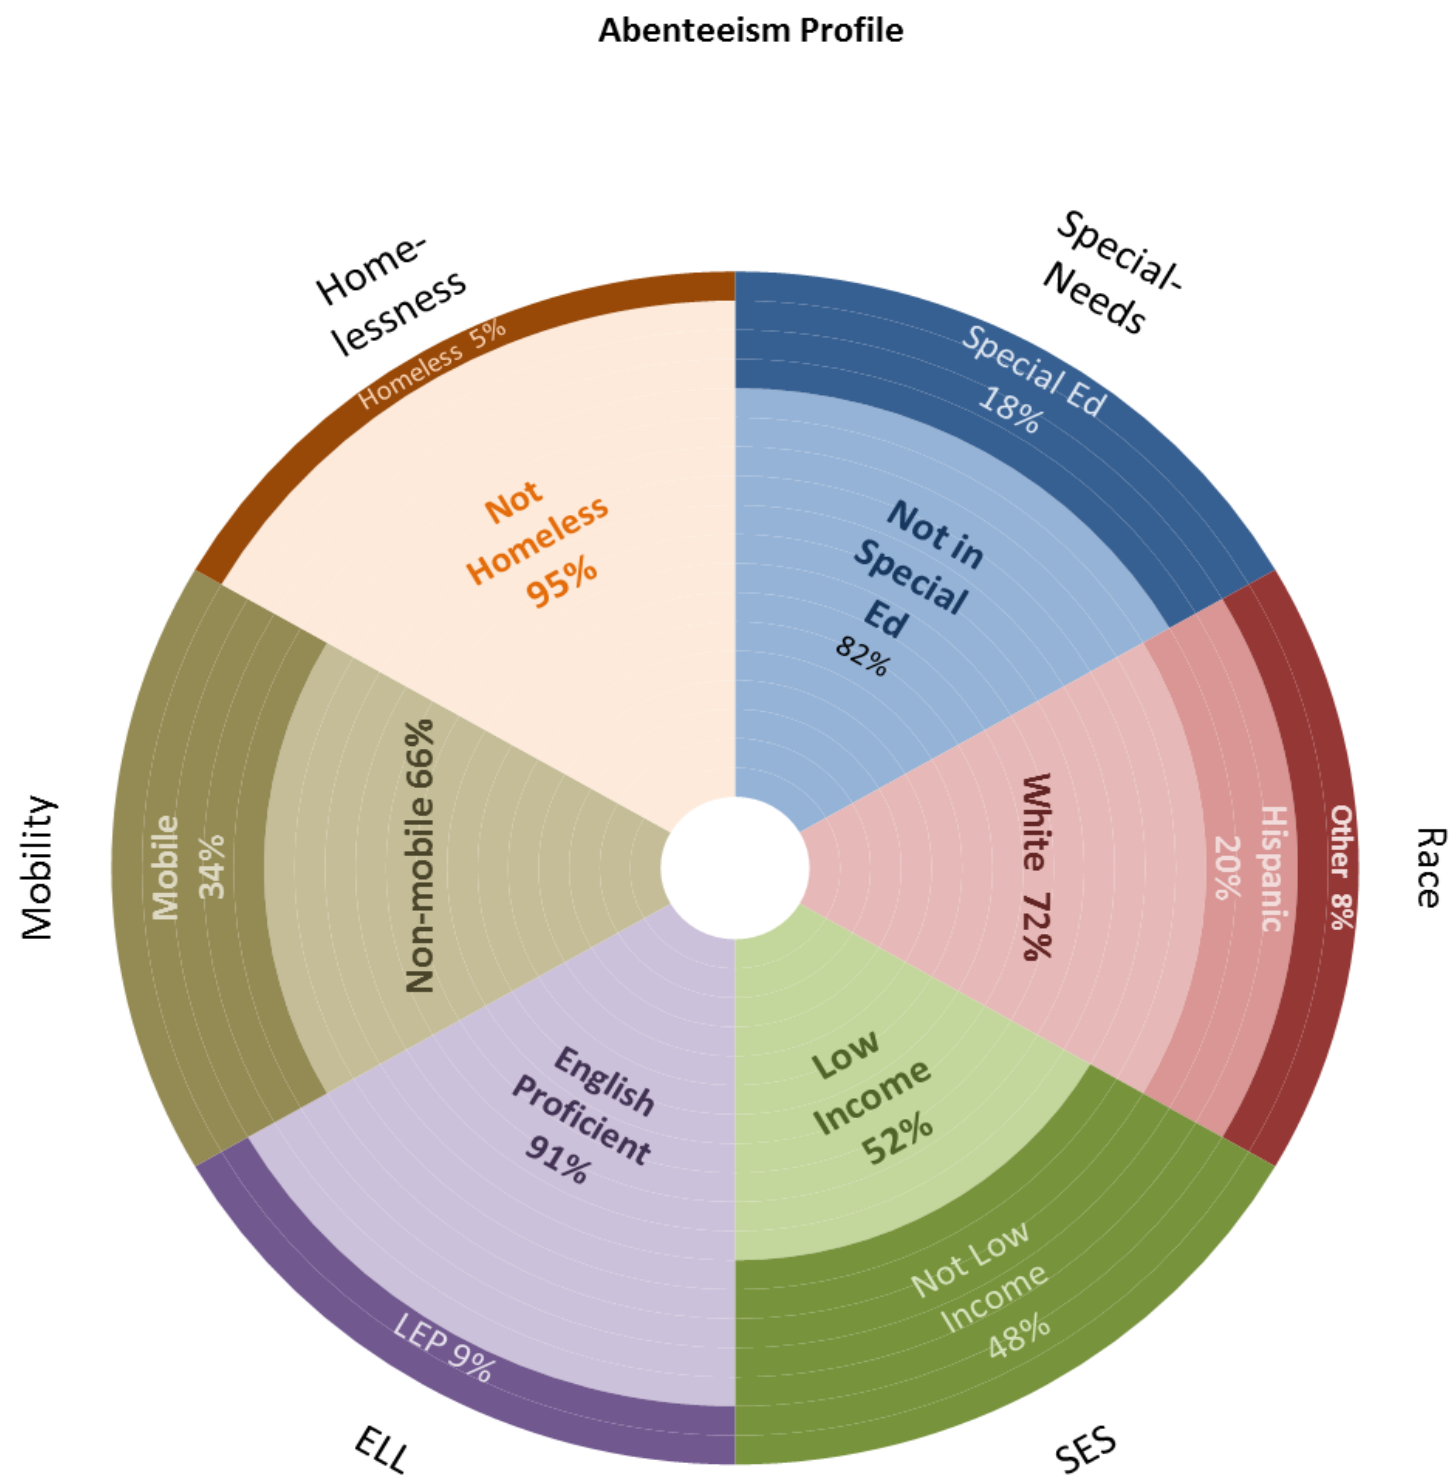 Abenteeism Profile
Home-
lessness
Special-
Needs
Homeless 5%
Special Ed
18%
Not
Homeless
95%
Not in
Special
Ed
82%
Mobility
Mobile
34%
Non-mobile 66%
White 72%
Hispanic
20%
Other 8%
Race
English
Proficient
91%
Low
Income
52%
LEP 9%
Not Low
Income
48%
ELL
SES